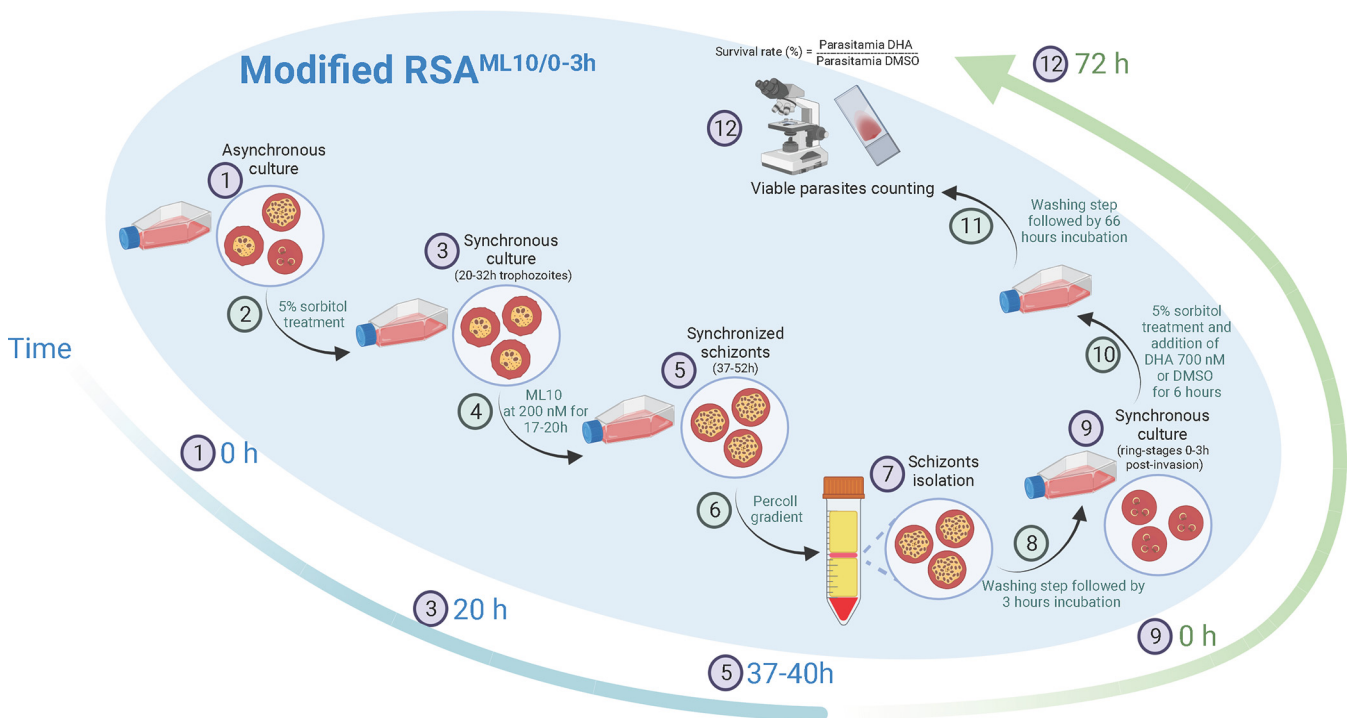 Modified RSA^ML10/0-3h
Survival rate (%) = Parasitamia DHA
Parasitamia DMSO
12 72 h
12
Viable parasites counting
Asynchronous
culture
1
2
5% sorbitol
treatment
3
Synchronous
culture
(20-32h trophozoites)
4
ML10
at 200 nM for
17-20h
5
Synchronized
schizonts
(37-52h)
6
Percoll
gradient
7
Schizonts
isolation
8
Washing step followed by
3 hours incubation
9
Synchronous
culture
(ring-stages 0-3h
post-invasion)
10
5% sorbitol
treatment and
addition of
DHA 700 nM
or DMSO
for 6 hours
11
Washing step
followed by 66
hours incubation
Time
1 0 h
3 20 h
5 37-40h
9 0 h